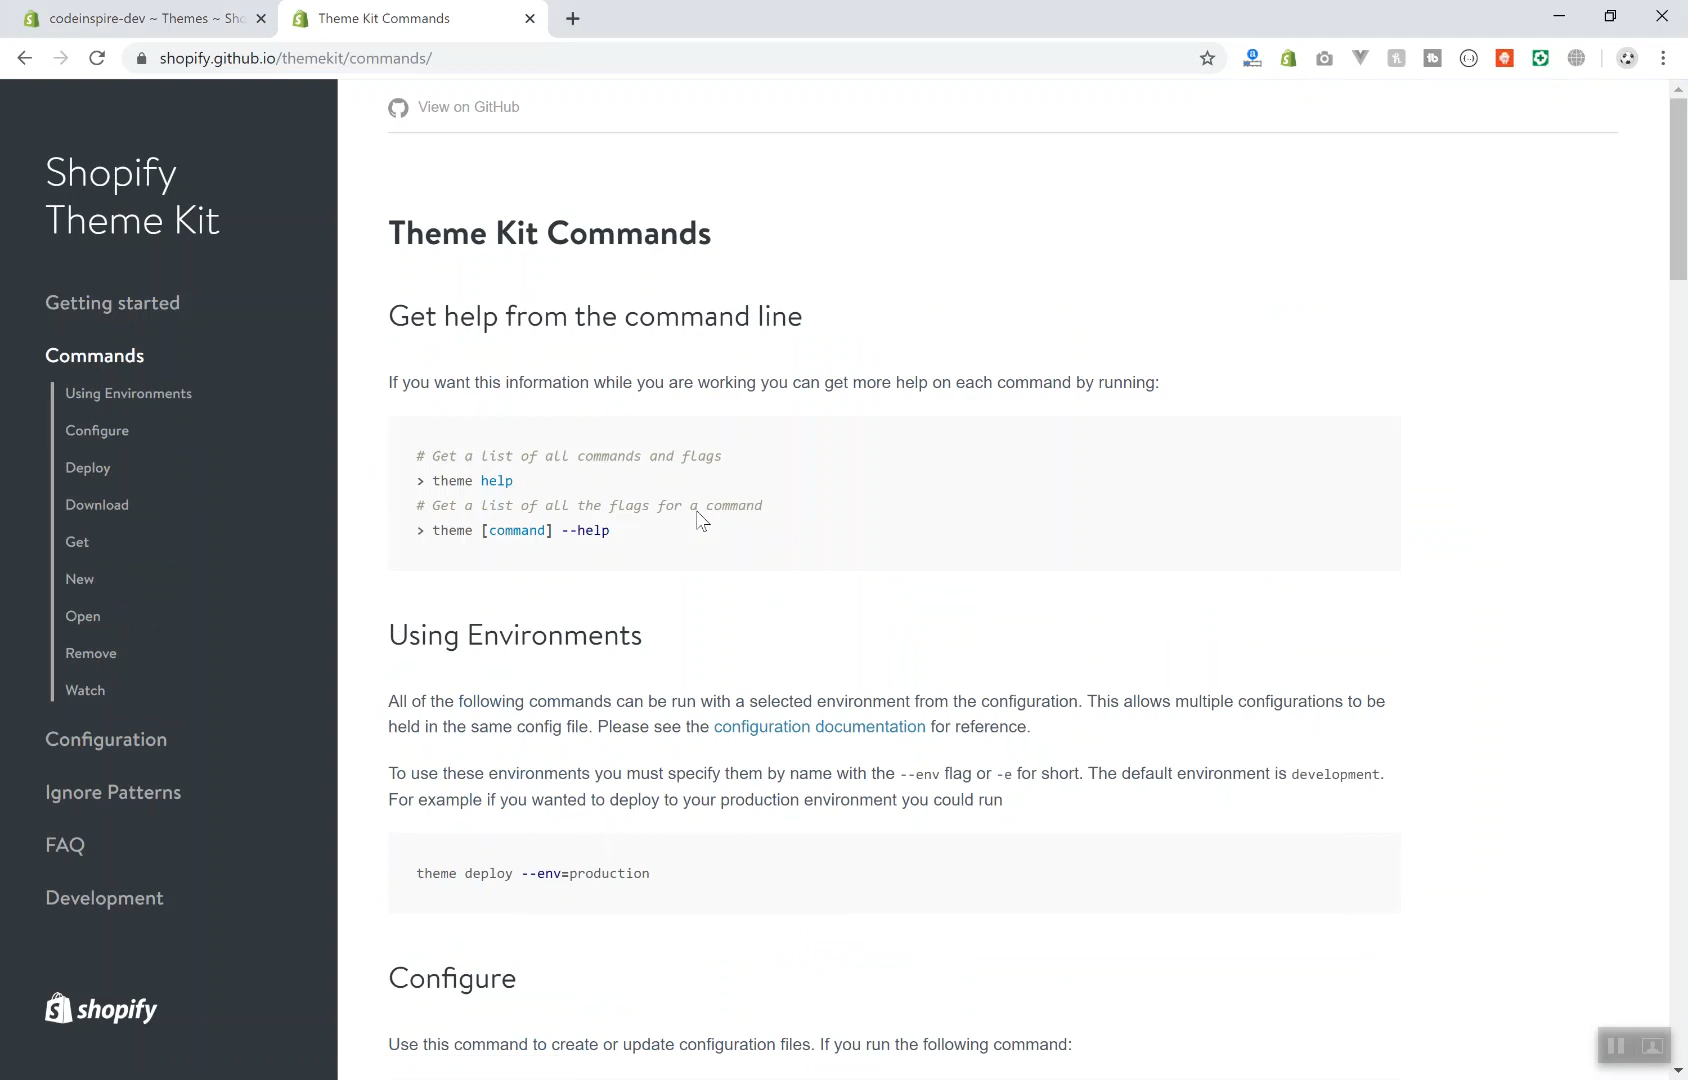 codeinspire-dev ~ Themes ~ Sho
Theme Kit Commands
shopify.github.io/themekit/commands/
View on GitHub
Shopify
Theme Kit
Getting started
Commands
Using Environments
Configure
Deploy
Download
Get
New
Open
Remove
Watch
Configuration
Ignore Patterns
FAQ
Development
shopify
Theme Kit Commands
Get help from the command line
If you want this information while you are working you can get more help on each command by running:
# Get a list of all commands and flags
> theme help
# Get a list of all the flags for a command
> theme [command] --help
Using Environments
All of the following commands can be run with a selected environment from the configuration. This allows multiple configurations to be
held in the same config file. Please see the configuration documentation for reference.
To use these environments you must specify them by name with the --env flag or -e for short. The default environment is development.
For example if you wanted to deploy to your production environment you could run
theme deploy --env=production
Configure
Use this command to create or update configuration files. If you run the following command: